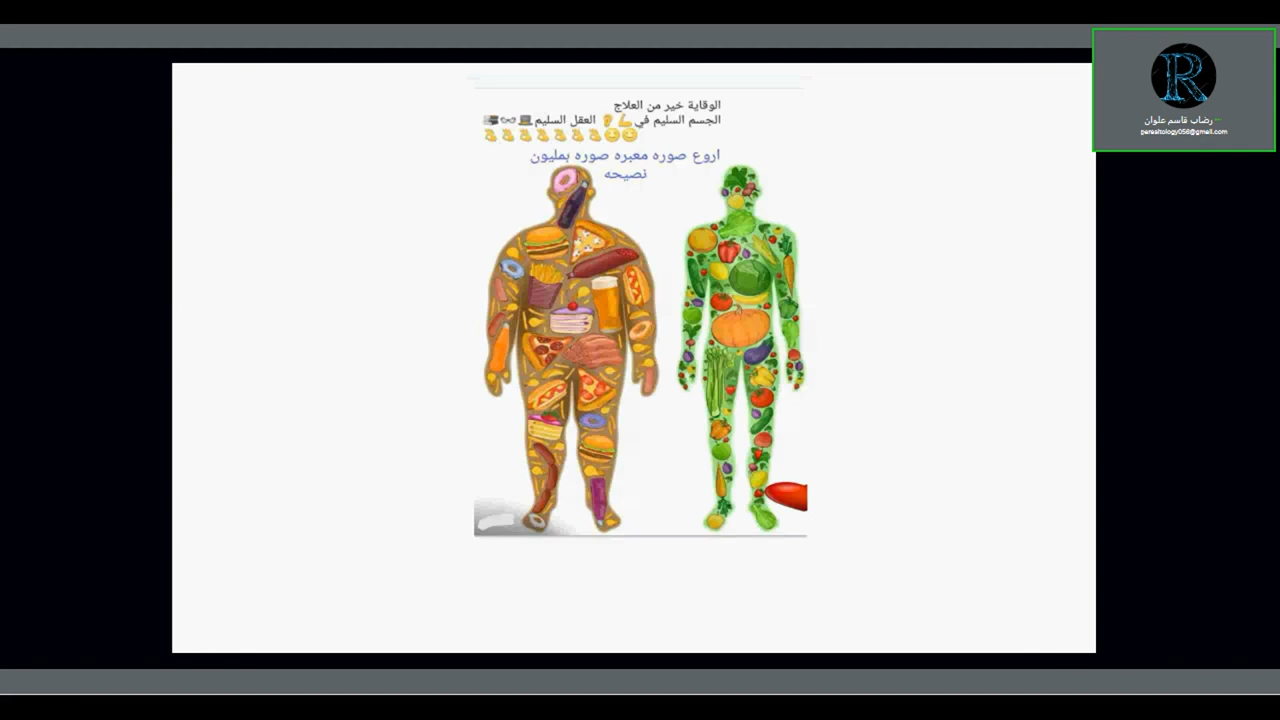 الوقاية خير من العلاج
الجسم السليم في💪👂 العقل السليم
اروع صوره معبره صوره بمليون
نصيحه
R
رضاب قاسم علوان
perealtology056@gmail.com